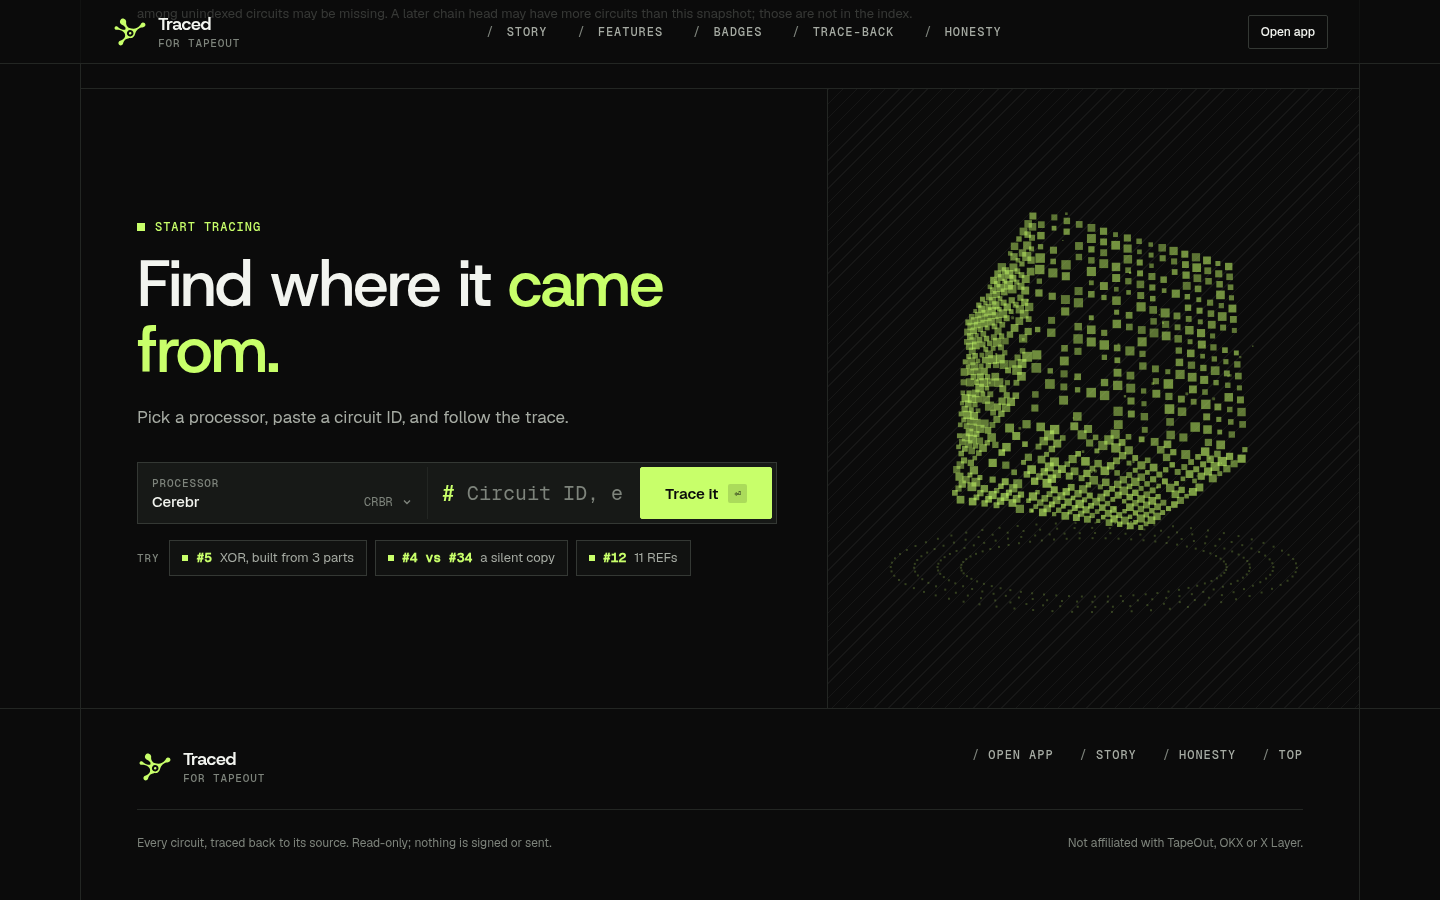 among unindexed circuits may be missing. A later chain head may have more circuits than this snapshot; those are not in the index.
Traced
FOR TAPEOUT
/ STORY / FEATURES / BADGES / TRACE-BACK / HONESTY
Open app
START TRACING
Find where it came
from.
Pick a processor, paste a circuit ID, and follow the trace.
PROCESSOR
Cerebr CRBR
# Circuit ID, e
Trace it ⏎
TRY
#5 XOR, built from 3 parts
#4 vs #34 a silent copy
#12 11 REFs
Traced
FOR TAPEOUT
/ OPEN APP / STORY / HONESTY / TOP
Every circuit, traced back to its source. Read-only; nothing is signed or sent.
Not affiliated with TapeOut, OKX or X Layer.